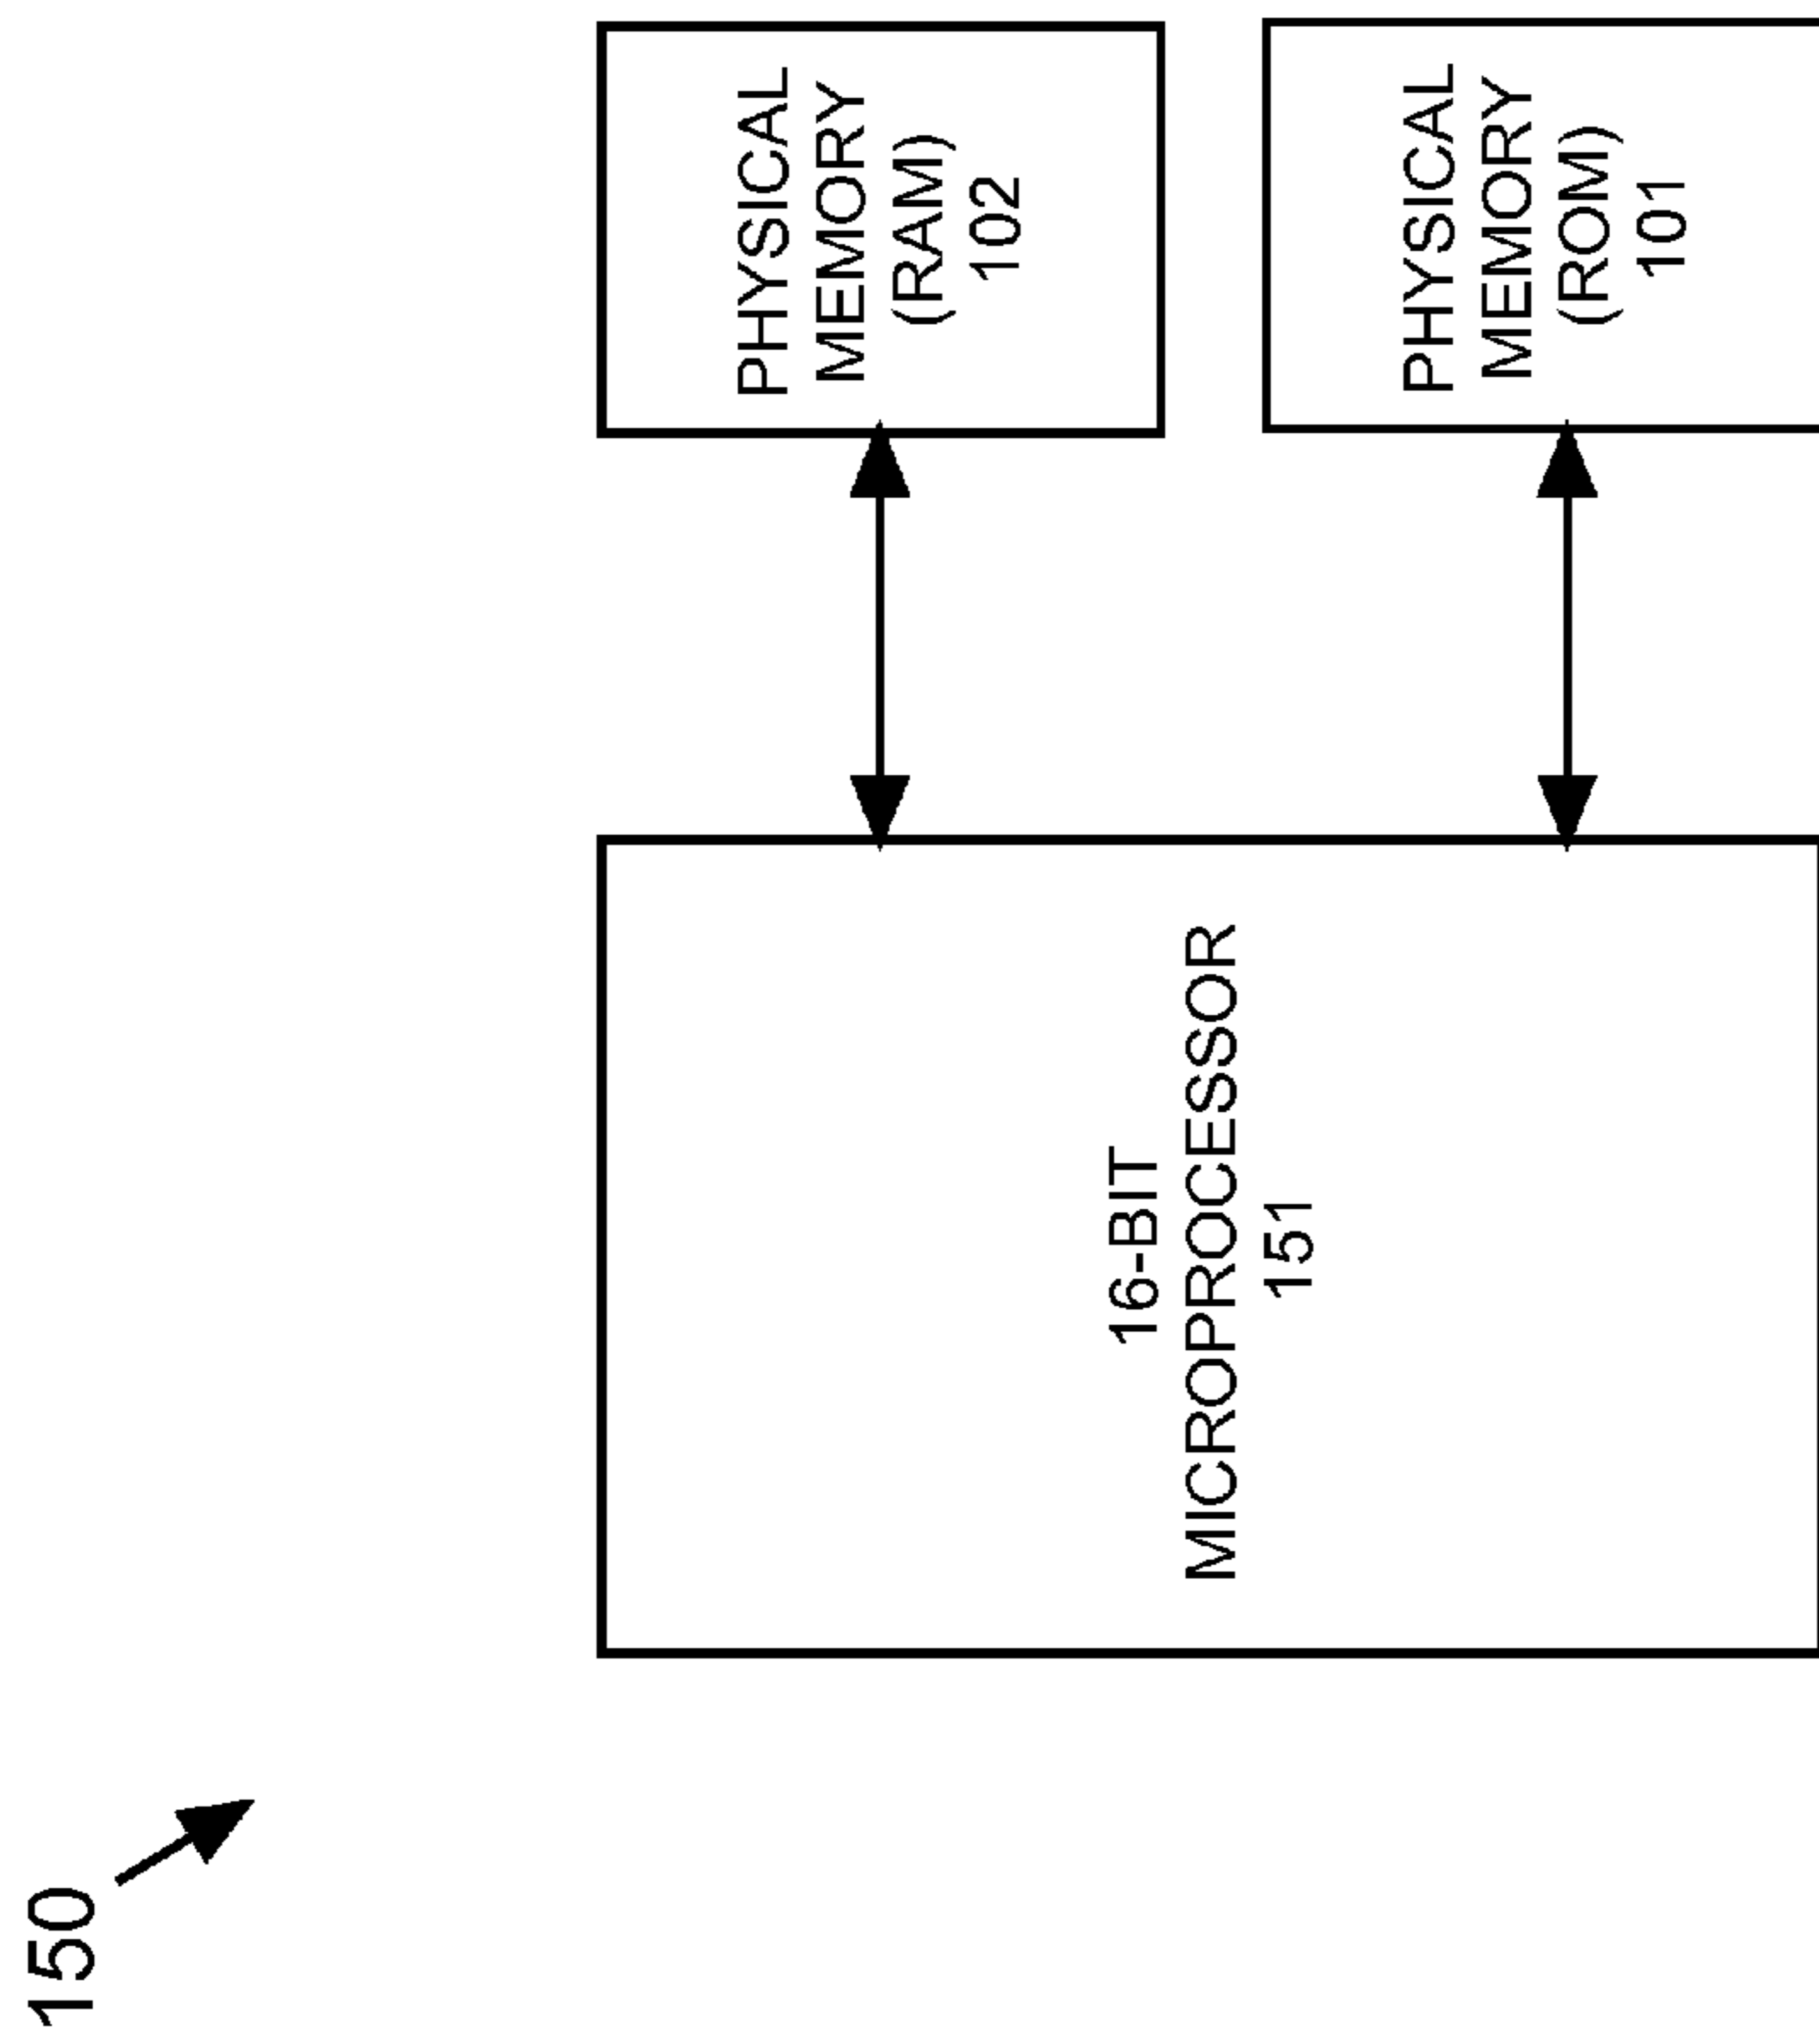 150
16-BIT
MICROPROCESSOR
151
PHYSICAL
MEMORY
(RAM)
102
PHYSICAL
MEMORY
(ROM)
101